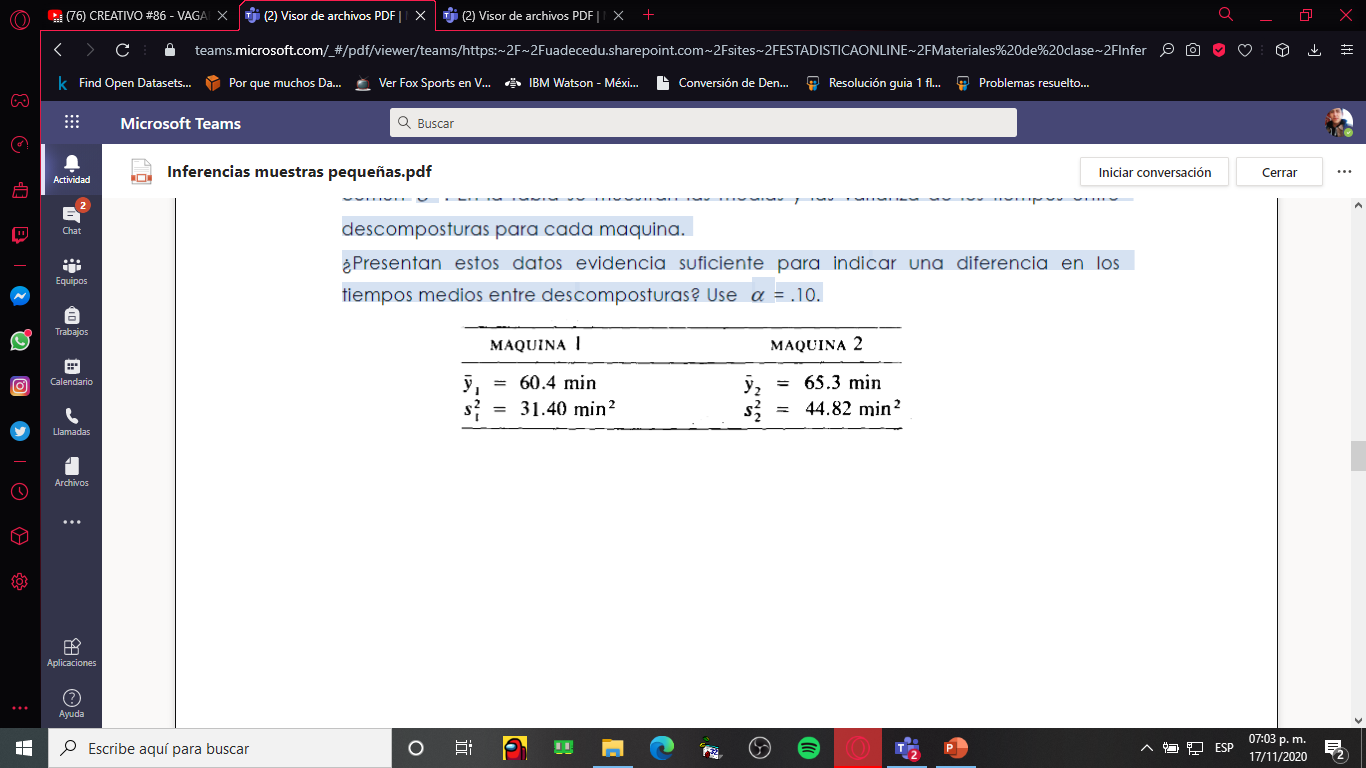 (76) CREATIVO #86 - VAGA
(2) Visor de archivos PDF |
(2) Visor de archivos PDF |
teams.microsoft.com/_#/pdf/viewer/teams/https:~2F~2Fuadecedu.sharepoint.com~2Fsites~2FESTADISTICAONLINE~2FMateriales%20de%20clase~2FInfer
Find Open Datasets...
Por que muchos Da...
Ver Fox Sports en V...
IBM Watson - Méxi...
Conversión de Den...
Resolución guia 1 fl...
Problemas resuelto...
Microsoft Teams
Buscar
Actividad
2
Chat
Equipos
Trabajos
Calendario
Llamadas
Archivos
Aplicaciones
Ayuda
Inferencias muestras pequeñas.pdf
Iniciar conversación
Cerrar
descomposturas para cada maquina.
¿Presentan estos datos evidencia suficiente para indicar una diferencia en los
tiempos medios entre descomposturas? Use α = .10.
MAQUINA 1 MAQUINA 2
ȳ₁ = 60.4 min ȳ₂ = 65.3 min
s₁² = 31.40 min² s₂² = 44.82 min²
Escribe aquí para buscar
2
ESP
07:03 p. m.
17/11/2020
2